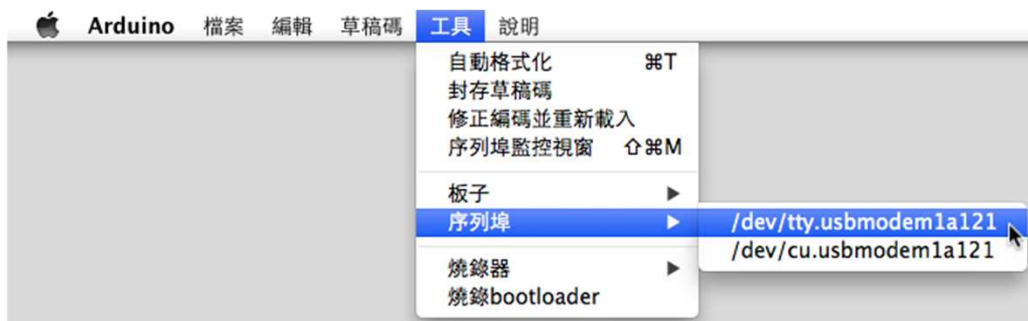 Arduino 檔案 編輯 草稿碼 工具 說明
自動格式化 ⌘T
封存草稿碼
修正編碼並重新載入
序列埠監控視窗 ⇧⌘M
板子 ▶
序列埠 ▶
/dev/tty.usbmodem1a121
/dev/cu.usbmodem1a121
燒錄器 ▶
燒錄bootloader